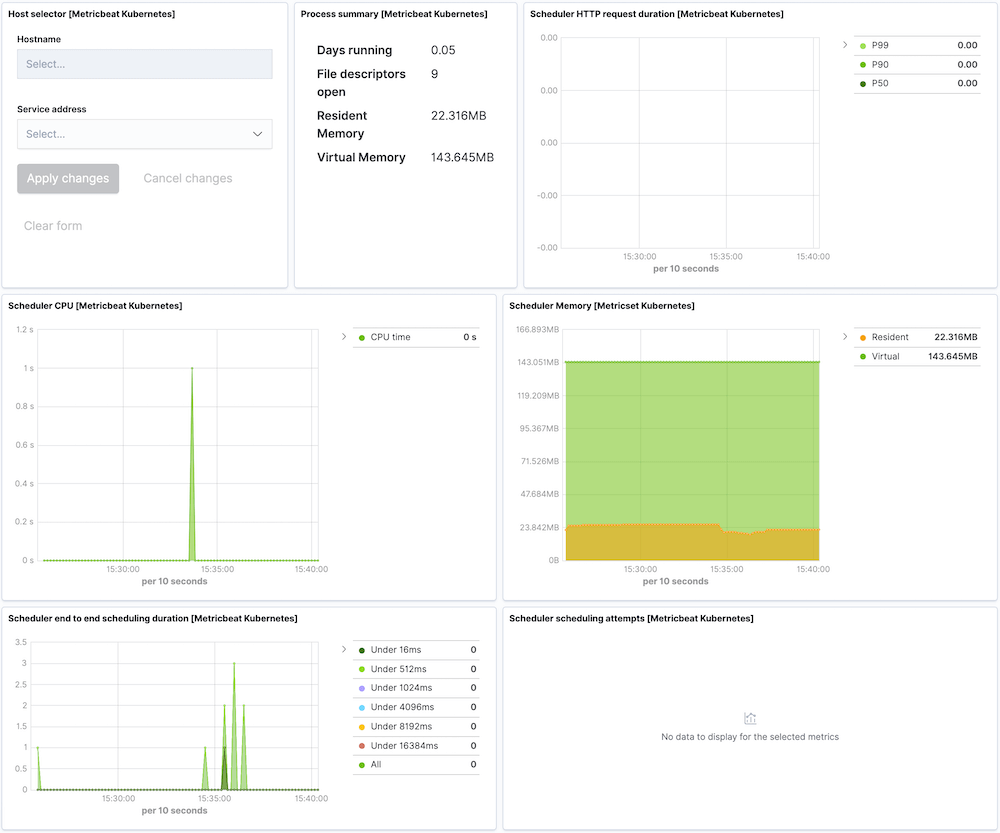 Host selector [Metricbeat Kubernetes]
Hostname
Select...
Service address
Select...
Apply changes
Cancel changes
Clear form
Process summary [Metricbeat Kubernetes]
Days running 0.05
File descriptors open 9
Resident Memory 22.316MB
Virtual Memory 143.645MB
Scheduler HTTP request duration [Metricbeat Kubernetes]
0.00
0.00
0.00
-0.00
-0.00
15:30:00 15:35:00 15:40:00
per 10 seconds
P99 0.00
P90 0.00
P50 0.00
Scheduler CPU [Metricbeat Kubernetes]
1.2 s
1 s
0.8 s
0.6 s
0.4 s
0.2 s
0 s
15:30:00 15:35:00 15:40:00
per 10 seconds
CPU time 0 s
Scheduler Memory [Metricset Kubernetes]
166.893MB
143.051MB
119.209MB
95.367MB
71.526MB
47.684MB
23.842MB
0B
15:30:00 15:35:00 15:40:00
per 10 seconds
Resident 22.316MB
Virtual 143.645MB
Scheduler end to end scheduling duration [Metricbeat Kubernetes]
3.5
3
2.5
2
1.5
1
0.5
0
15:30:00 15:35:00 15:40:00
per 10 seconds
Under 16ms 0
Under 512ms 0
Under 1024ms 0
Under 4096ms 0
Under 8192ms 0
Under 16384ms 0
All 0
Scheduler scheduling attempts [Metricbeat Kubernetes]
No data to display for the selected metrics